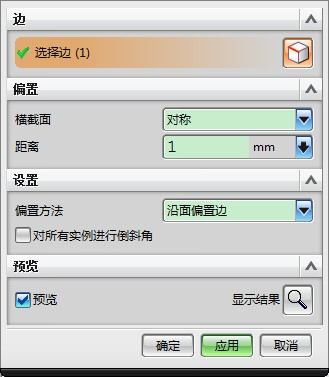 边
选择边 (1)
偏置
横截面 对称
距离 1 mm
设置
偏置方法 沿面偏置边
对所有实例进行倒斜角
预览
预览 显示结果
确定 应用 取消